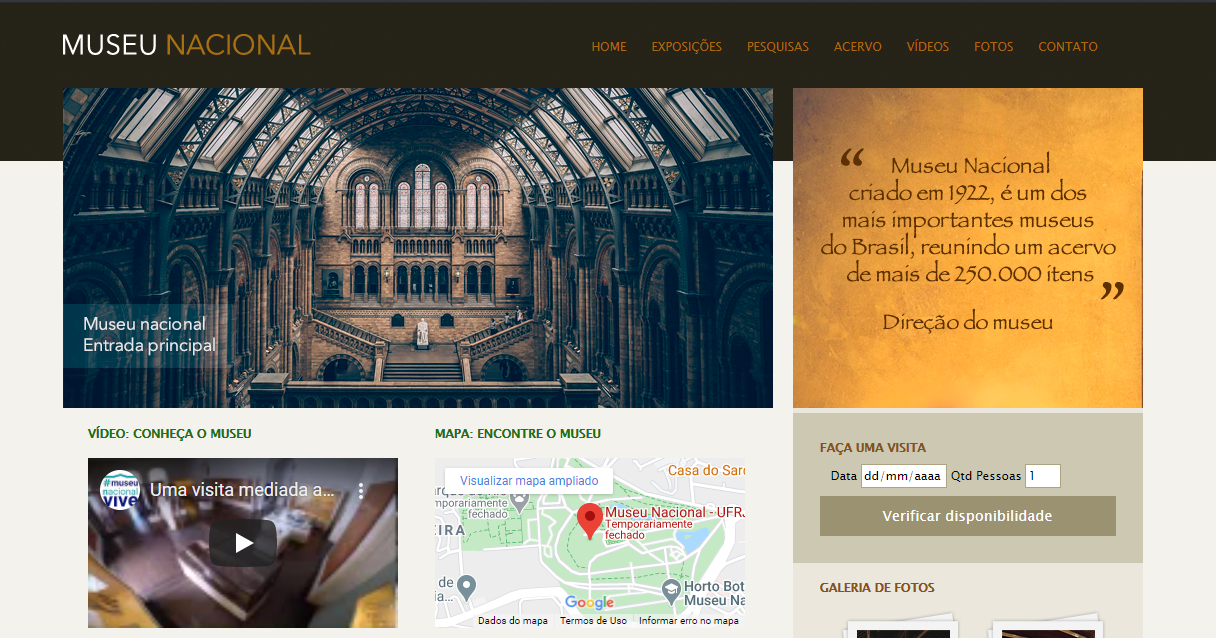 MUSEU NACIONAL
HOME EXPOSIÇÕES PESQUISAS ACERVO VÍDEOS FOTOS CONTATO
Museu nacional
Entrada principal
“ Museu Nacional
criado em 1922, é um dos
mais importantes museus
do Brasil, reunindo um acervo
de mais de 250.000 itens ”
Direção do museu
VÍDEO: CONHEÇA O MUSEU
#museu
nacional
vive
Uma visita mediada a...
MAPA: ENCONTRE O MUSEU
Visualizar mapa ampliado
Casa do Sar
emporariamente
fechado
EIRA
Museu Nacional - UFRJ
Temporariamente
fechado
de
ia...
Horto Bot
Museu Na
Google
Dados do mapa
Termos de Uso
Informar erro no mapa
FAÇA UMA VISITA
Data dd/mm/aaaa Qtd Pessoas 1
Verificar disponibilidade
GALERIA DE FOTOS